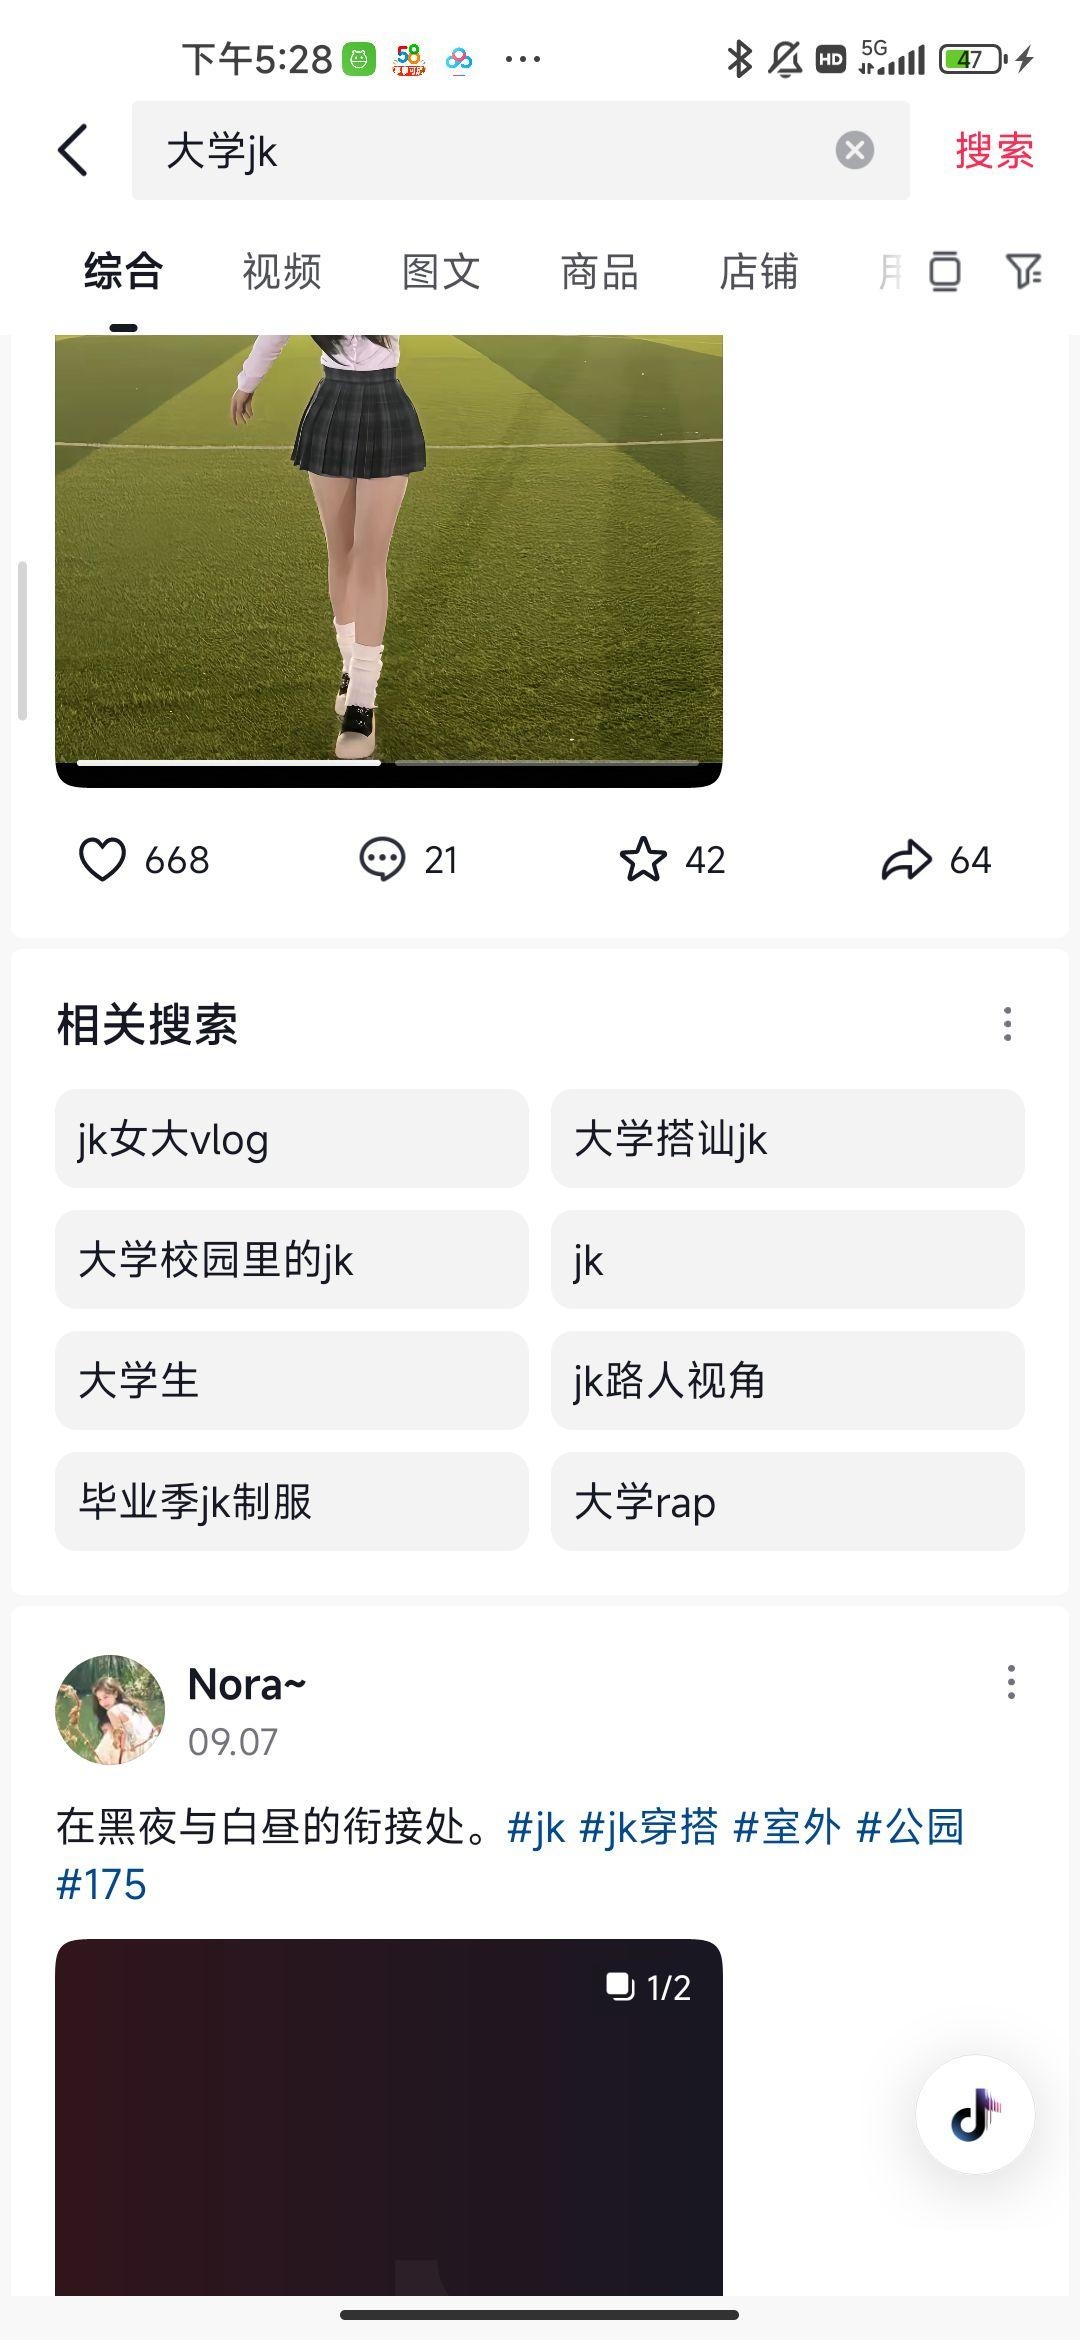 下午5:28 58 HD 5G 47
大学jk 搜索
综合 视频 图文 商品 店铺
668 21 42 64
相关搜索
jk女大vlog 大学搭讪jk
大学校园里的jk jk
大学生 jk路人视角
毕业季jk制服 大学rap
Nora~
09.07
在黑夜与白昼的衔接处。#jk #jk穿搭 #室外 #公园
#175
1/2